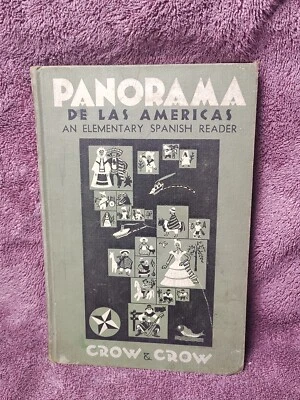 PANORAMA
DE LAS AMERICAS
AN ELEMENTARY SPANISH READER
CROW & CROW